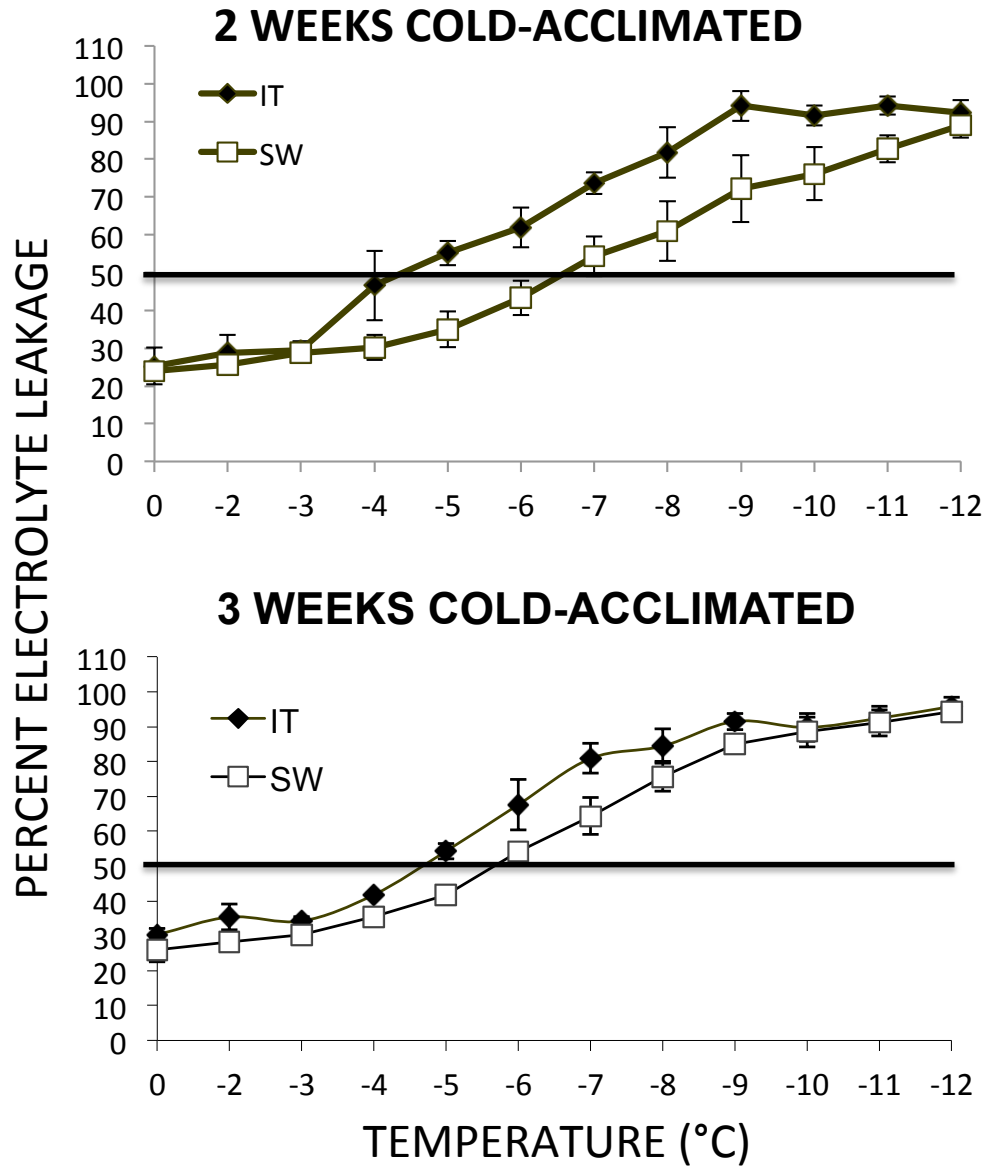 2 WEEKS COLD-ACCLIMATED
110
100
90
80
70
60
50
40
30
20
10
0
IT
SW
0 -2 -3 -4 -5 -6 -7 -8 -9 -10 -11 -12
PERCENT ELECTROLYTE LEAKAGE
3 WEEKS COLD-ACCLIMATED
110
100
90
80
70
60
50
40
30
20
10
0
IT
SW
0 -2 -3 -4 -5 -6 -7 -8 -9 -10 -11 -12
TEMPERATURE (°C)